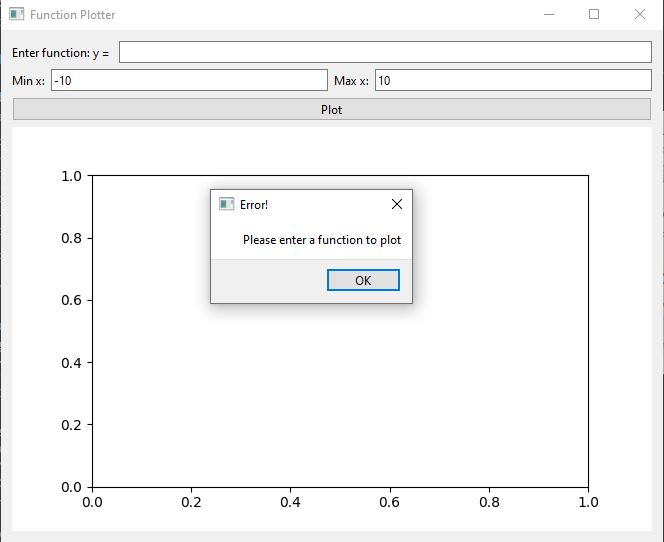 Function Plotter
Enter function: y =
Min x: -10 Max x: 10
Plot
Error!
Please enter a function to plot
OK
1.0
0.8
0.6
0.4
0.2
0.0
0.0 0.2 0.4 0.6 0.8 1.0